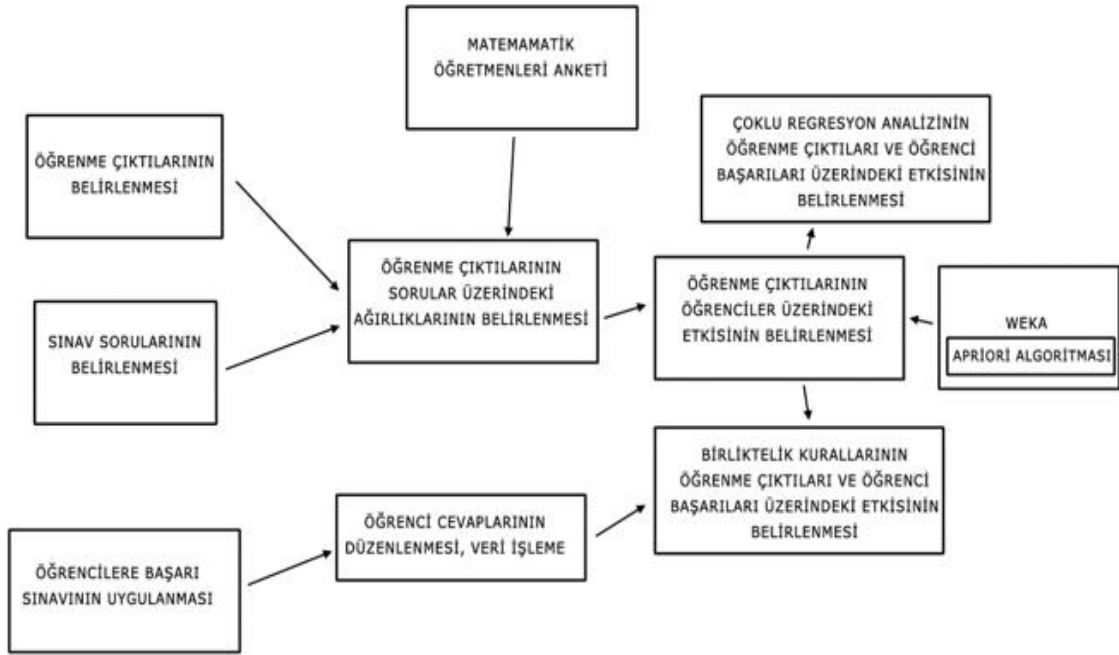 MATEMAMATİK
ÖĞRETMENLERİ ANKETİ
ÖĞRENME ÇIKTILARININ
BELİRLENMESİ
ÇOKLU REGRESYON ANALİZİNİN
ÖĞRENME ÇIKTILARI VE ÖĞRENCİ
BAŞARILARI ÜZERİNDEKİ ETKİSİNİN
BELİRLENMESİ
ÖĞRENME ÇIKTILARININ
SORULAR ÜZERİNDEKİ
AĞIRLIKLARININ BELİRLENMESİ
ÖĞRENME ÇIKTILARININ
ÖĞRENCİLER ÜZERİNDEKİ
ETKİSİNİN BELİRLENMESİ
WEKA
APRİORİ ALGORİTMASI
SINAV SORULARININ
BELİRLENMESİ
BİRLİKTELİK KURALLARININ
ÖĞRENME ÇIKTILARI VE ÖĞRENCİ
BAŞARILARI ÜZERİNDEKİ ETKİSİNİN
BELİRLENMESİ
ÖĞRENCİ CEVAPLARININ
DÜZENLENMESİ, VERİ İŞLEME
ÖĞRENCİLERE BAŞARI
SINAVININ UYGULANMASI